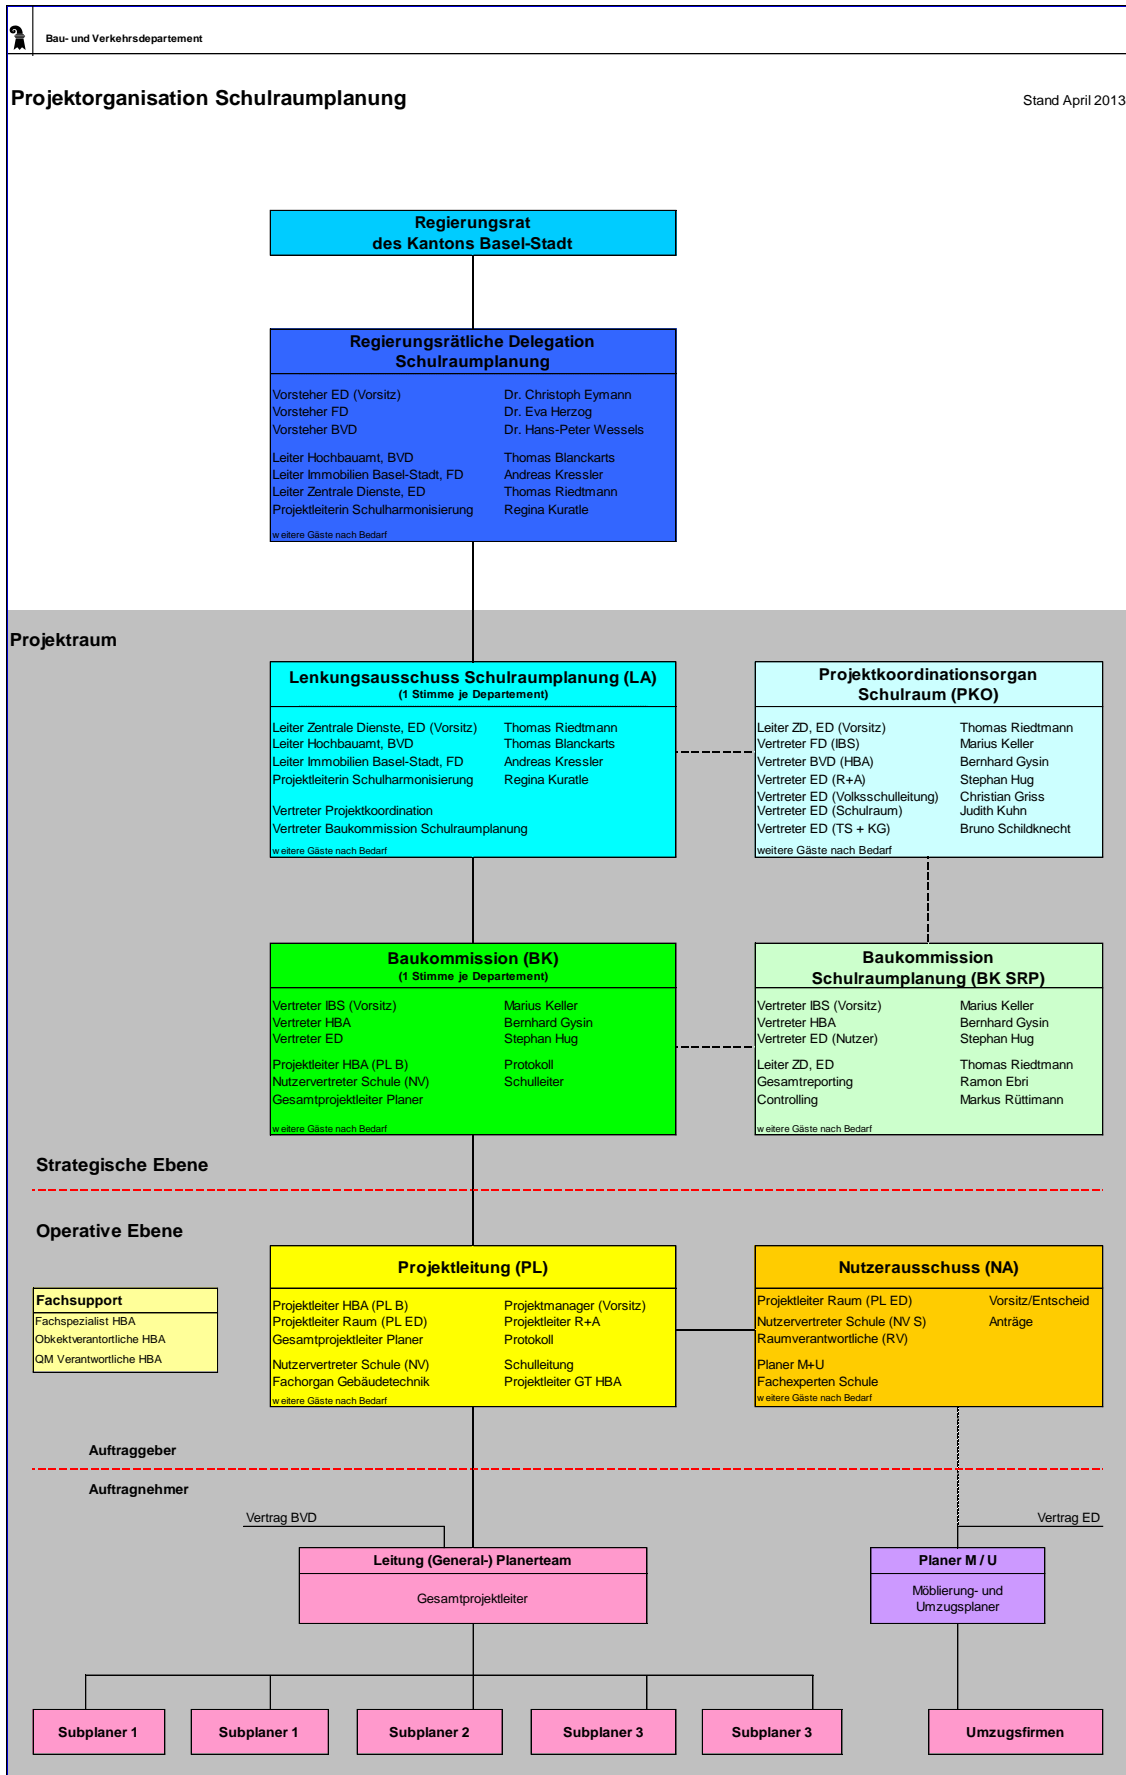 Bau- und Verkehrsdepartement
Projektorganisation Schulraumplanung
Stand April 2013
Regierungsrat
des Kantons Basel-Stadt
Regierungsrätliche Delegation
Schulraumplanung
Vorsteher ED (Vorsitz) Dr. Christoph Eymann
Vorsteher FD Dr. Eva Herzog
Vorsteher BVD Dr. Hans-Peter Wessels
Leiter Hochbauamt, BVD Thomas Blanckarts
Leiter Immobilien Basel-Stadt, FD Andreas Kressler
Leiter Zentrale Dienste, ED Thomas Riedtmann
Projektleiterin Schulharmonisierung Regina Kuratle
weitere Gäste nach Bedarf
Projektraum
Lenkungsausschuss Schulraumplanung (LA)
(1 Stimme je Departement)
Leiter Zentrale Dienste, ED (Vorsitz) Thomas Riedtmann
Leiter Hochbauamt, BVD Thomas Blanckarts
Leiter Immobilien Basel-Stadt, FD Andreas Kressler
Projektleiterin Schulharmonisierung Regina Kuratle
Vertreter Projektkoordination
Vertreter Baukommission Schulraumplanung
weitere Gäste nach Bedarf
Projektkoordinationsorgan
Schulraum (PKO)
Leiter ZD, ED (Vorsitz) Thomas Riedtmann
Vertreter FD (IBS) Marius Keller
Vertreter BVD (HBA) Bernhard Gysin
Vertreter ED (R+A) Stephan Hug
Vertreter ED (Volksschulleitung) Christian Griss
Vertreter ED (Schulraum) Judith Kuhn
Vertreter ED (TS + KG) Bruno Schildknecht
weitere Gäste nach Bedarf
Baukommission (BK)
(1 Stimme je Departement)
Vertreter IBS (Vorsitz) Marius Keller
Vertreter HBA Bernhard Gysin
Vertreter ED Stephan Hug
Projektleiter HBA (PL B) Protokoll
Nutzervertreter Schule (NV) Schulleiter
Gesamtprojektleiter Planer
weitere Gäste nach Bedarf
Baukommission
Schulraumplanung (BK SRP)
Vertreter IBS (Vorsitz) Marius Keller
Vertreter HBA Bernhard Gysin
Vertreter ED (Nutzer) Stephan Hug
Leiter ZD, ED Thomas Riedtmann
Gesamtreporting Ramon Ebri
Controlling Markus Rüttimann
weitere Gäste nach Bedarf
Strategische Ebene
Operative Ebene
Fachsupport
Fachspezialist HBA
Obkektverantortliche HBA
QM Verantwortliche HBA
Projektleitung (PL)
Projektleiter HBA (PL B) Projektmanager (Vorsitz)
Projektleiter Raum (PL ED) Projektleiter R+A
Gesamtprojektleiter Planer Protokoll
Nutzervertreter Schule (NV) Schulleitung
Fachorgan Gebäudetechnik Projektleiter GT HBA
weitere Gäste nach Bedarf
Nutzerausschuss (NA)
Projektleiter Raum (PL ED) Vorsitz/Entscheid
Nutzervertreter Schule (NV S) Anträge
Raumverantwortliche (RV)
Planer M+U
Fachexperten Schule
weitere Gäste nach Bedarf
Auftraggeber
Auftragnehmer
Vertrag BVD
Vertrag ED
Leitung (General-) Planerteam
Gesamtprojektleiter
Planer M / U
Möblierung- und
Umzugsplaner
Subplaner 1
Subplaner 1
Subplaner 2
Subplaner 3
Subplaner 3
Umzugsfirmen